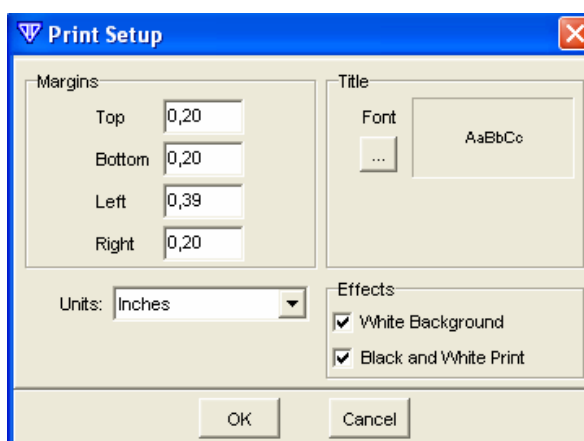 Print Setup
Margins
Top 0,20
Bottom 0,20
Left 0,39
Right 0,20
Title
Font
...
AaBbCc
Units: Inches
Effects
White Background
Black and White Print
OK Cancel